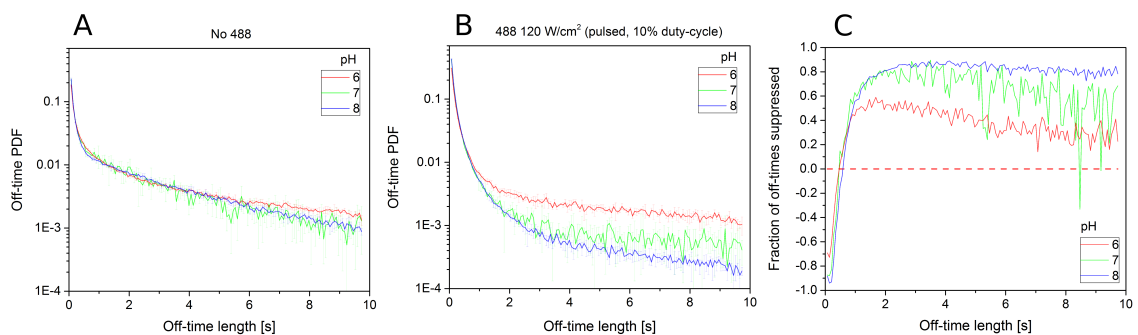 A
No 488
Off-time PDF
0.1
0.01
1E-3
1E-4
pH
6
7
8
0 2 4 6 8 10
Off-time length [s]
B
488 120 W/cm² (pulsed, 10% duty-cycle)
Off-time PDF
0.1
0.01
1E-3
1E-4
pH
6
7
8
0 2 4 6 8 10
Off-time length [s]
C
Fraction of off-times suppressed
1.0
0.8
0.6
0.4
0.2
0.0
-0.2
-0.4
-0.6
-0.8
-1.0
pH
6
7
8
0 2 4 6 8 10
Off-time length [s]